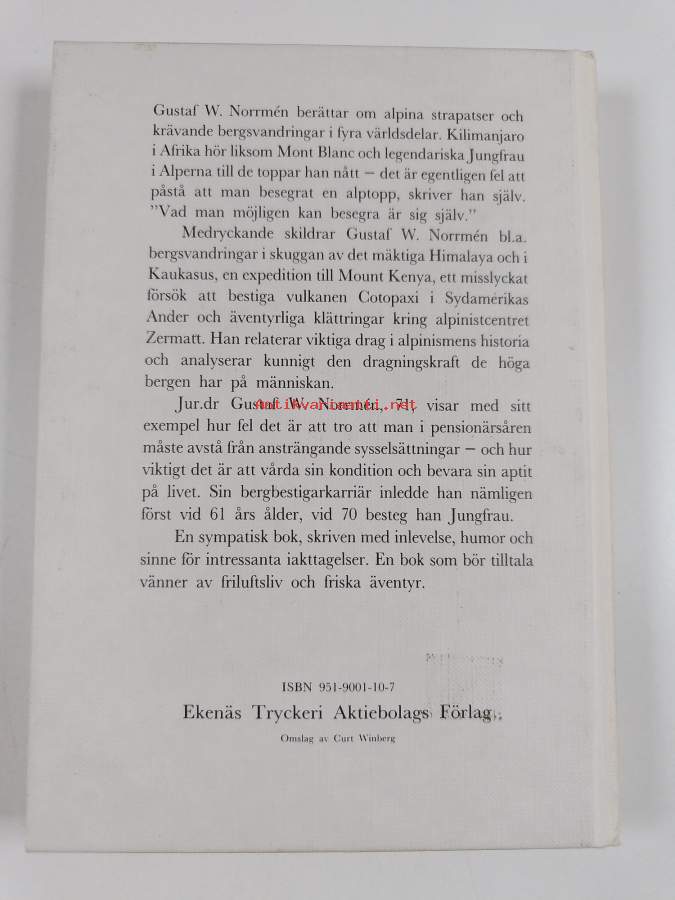 Gustaf W. Norrmén berättar om alpina strapatser och
krävande bergsvandringar i fyra världsdelar. Kilimanjaro
i Afrika hör liksom Mont Blanc och legendariska Jungfrau
i Alperna till de toppar han nått – det är egentligen fel att
påstå att man besegrat en alptopp, skriver han själv.
”Vad man möjligen kan besegra är sig själv.”
Medryckande skildrar Gustaf W. Norrmén bl.a.
bergsvandringar i skuggan av det mäktiga Himalaya och i
Kaukasus, en expedition till Mount Kenya, ett misslyckat
försök att bestiga vulkanen Cotopaxi i Sydamerikas
Ander och äventyrliga klättringar kring alpinistcentret
Zermatt. Han relaterar viktiga drag i alpinismens historia
och analyserar kunnigt den dragningskraft de höga
bergen har på människan.
Jur.dr Gustaf W. Norrmén, 71, visar med sitt
Antikvariaatti.net
exempel hur fel det är att tro att man i pensionärsåren
måste avstå från ansträngande sysselsättningar – och hur
viktigt det är att vårda sin kondition och bevara sin aptit
på livet. Sin bergbestigarkarriär inledde han nämligen
först vid 61 års ålder, vid 70 besteg han Jungfrau.
En sympatisk bok, skriven med inlevelse, humor och
sinne för intressanta iakttagelser. En bok som bör tilltala
vänner av friluftsliv och friska äventyr.
ISBN 951-9001-10-7
Ekenäs Tryckeri Aktiebolags Förlag
Omslag av Curt Winberg